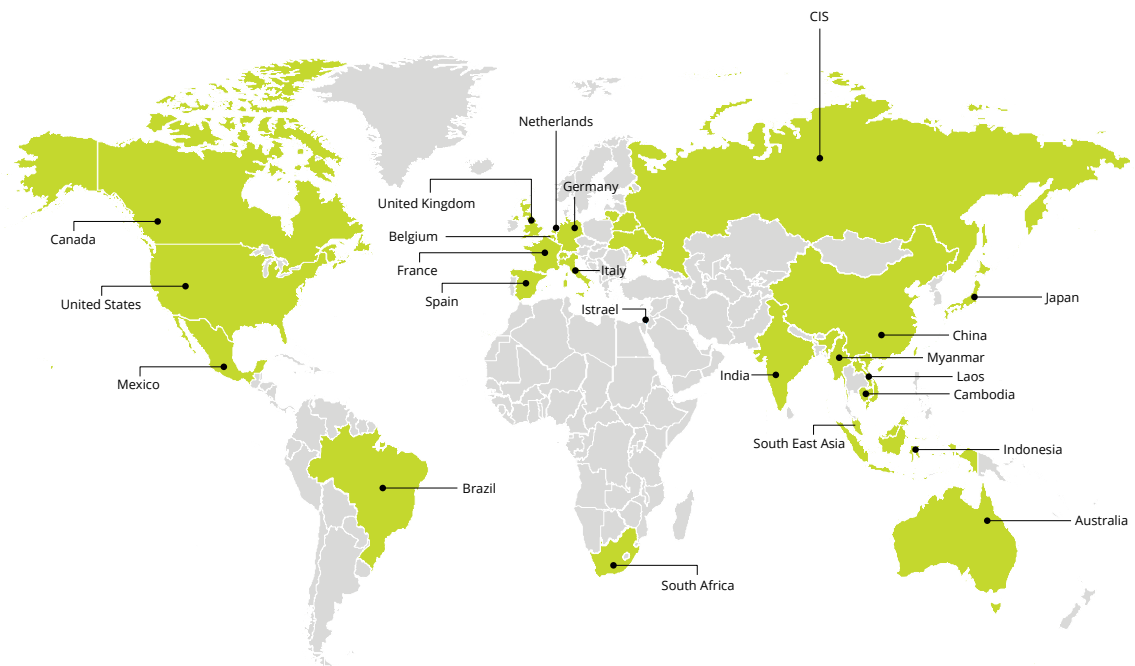 CIS
Netherlands
Germany
United Kingdom
Canada
Belgium
France
Italy
United States
Spain
Istrael
Japan
China
Myanmar
Mexico
India
Laos
Cambodia
South East Asia
Indonesia
Brazil
Australia
South Africa